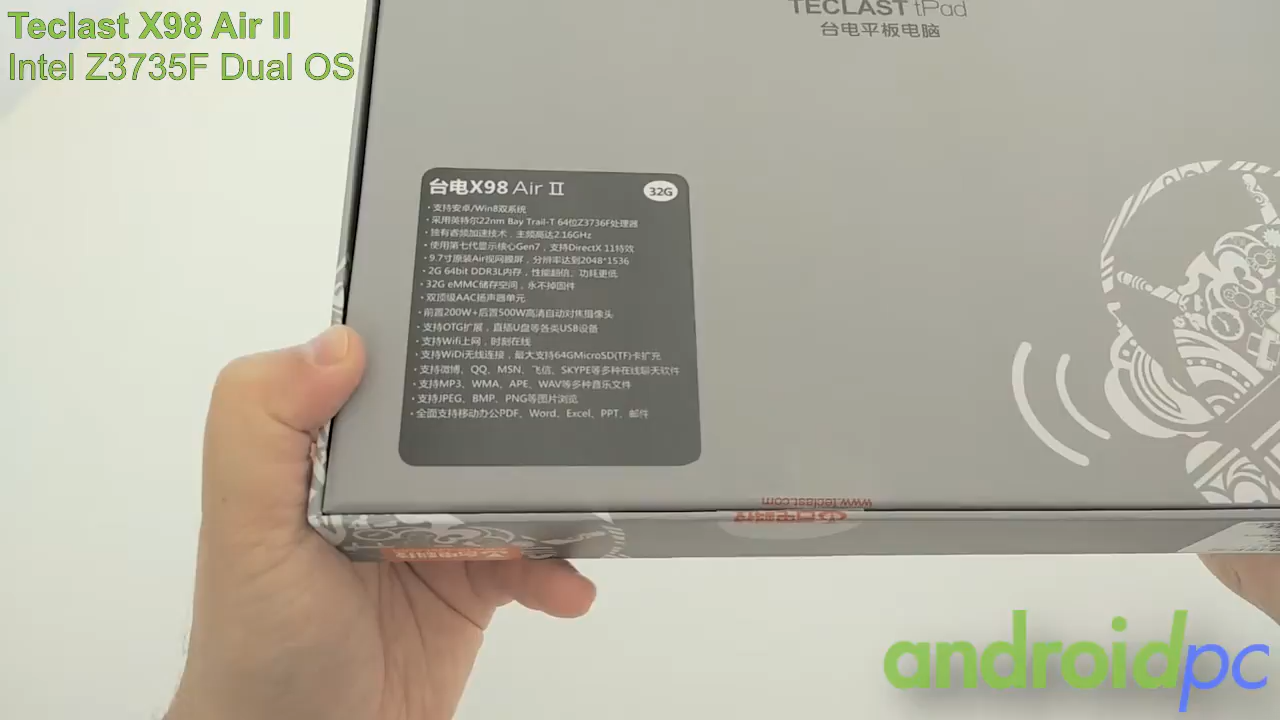 Teclast X98 Air II
Intel Z3735F Dual OS
TECLAST tPad
台电平板电脑
台电X98 Air II
32G
·支持安卓/Win8双系统
·采用英特尔22nm Bay Trail-T 64位Z3736F处理器
·独有睿频加速技术，主频高达2.16GHz
·使用第七代显示核心Gen7，支持DirectX 11特效
·9.7寸原装Air视网膜屏，分辨率达到2048*1536
·2G 64bit DDR3L内存，性能超倍、功耗更低
·32G eMMC储存空间，永不掉固件
·双顶级AAC扬声器单元
·前置200W+后置500W高清自动对焦摄像头
·支持OTG扩展，直插U盘等各类USB设备
·支持Wifi上网，时刻在线
·支持WiDi无线连接，最大支持64GMicroSD(TF)卡扩充
·支持微博、QQ、MSN、飞信、SKYPE等多种在线聊天软件
·支持MP3、WMA、APE、WAV等多种音乐文件
·支持JPEG、BMP、PNG等图片浏览
·全面支持移动办公PDF、Word、Excel、PPT、邮件
www.teclast.com
台电科技
台电科技
androidpc